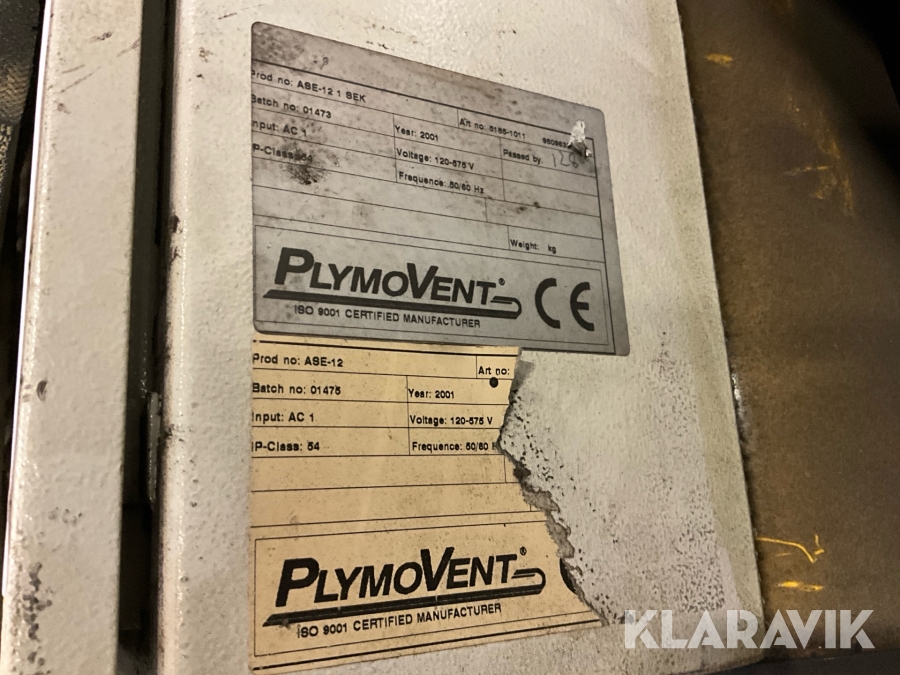 Prod no: ASE-12 1 SEK
Batch no: 01473
Art no: 5165-1011
Input: AC 1
Year: 2001
Passed by
IP-Class: 54
Voltage: 120-575 V
Frequence: 50/60 Hz
Weight: kg
PLYMOVENT® CE
ISO 9001 CERTIFIED MANUFACTURER
Prod no: ASE-12
Art no:
Batch no: 01475
Year: 2001
Input: AC 1
Voltage: 120-575 V
IP-Class: 54
Frequence: 50/60
PLYMOVENT®
ISO 9001 CERTIFIED MANUFACTURER
KLARAVIK